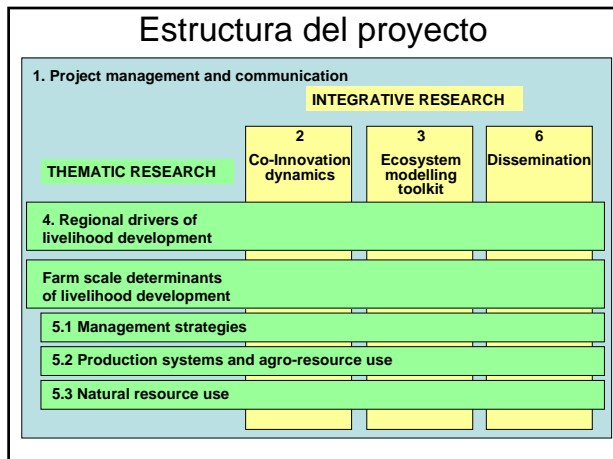 Estructura del proyecto
1. Project management and communication
INTEGRATIVE RESEARCH
2
Co-Innovation
dynamics
3
Ecosystem
modelling
toolkit
6
Dissemination
THEMATIC RESEARCH
4. Regional drivers of
livelihood development
Farm scale determinants
of livelihood development
5.1 Management strategies
5.2 Production systems and agro-resource use
5.3 Natural resource use